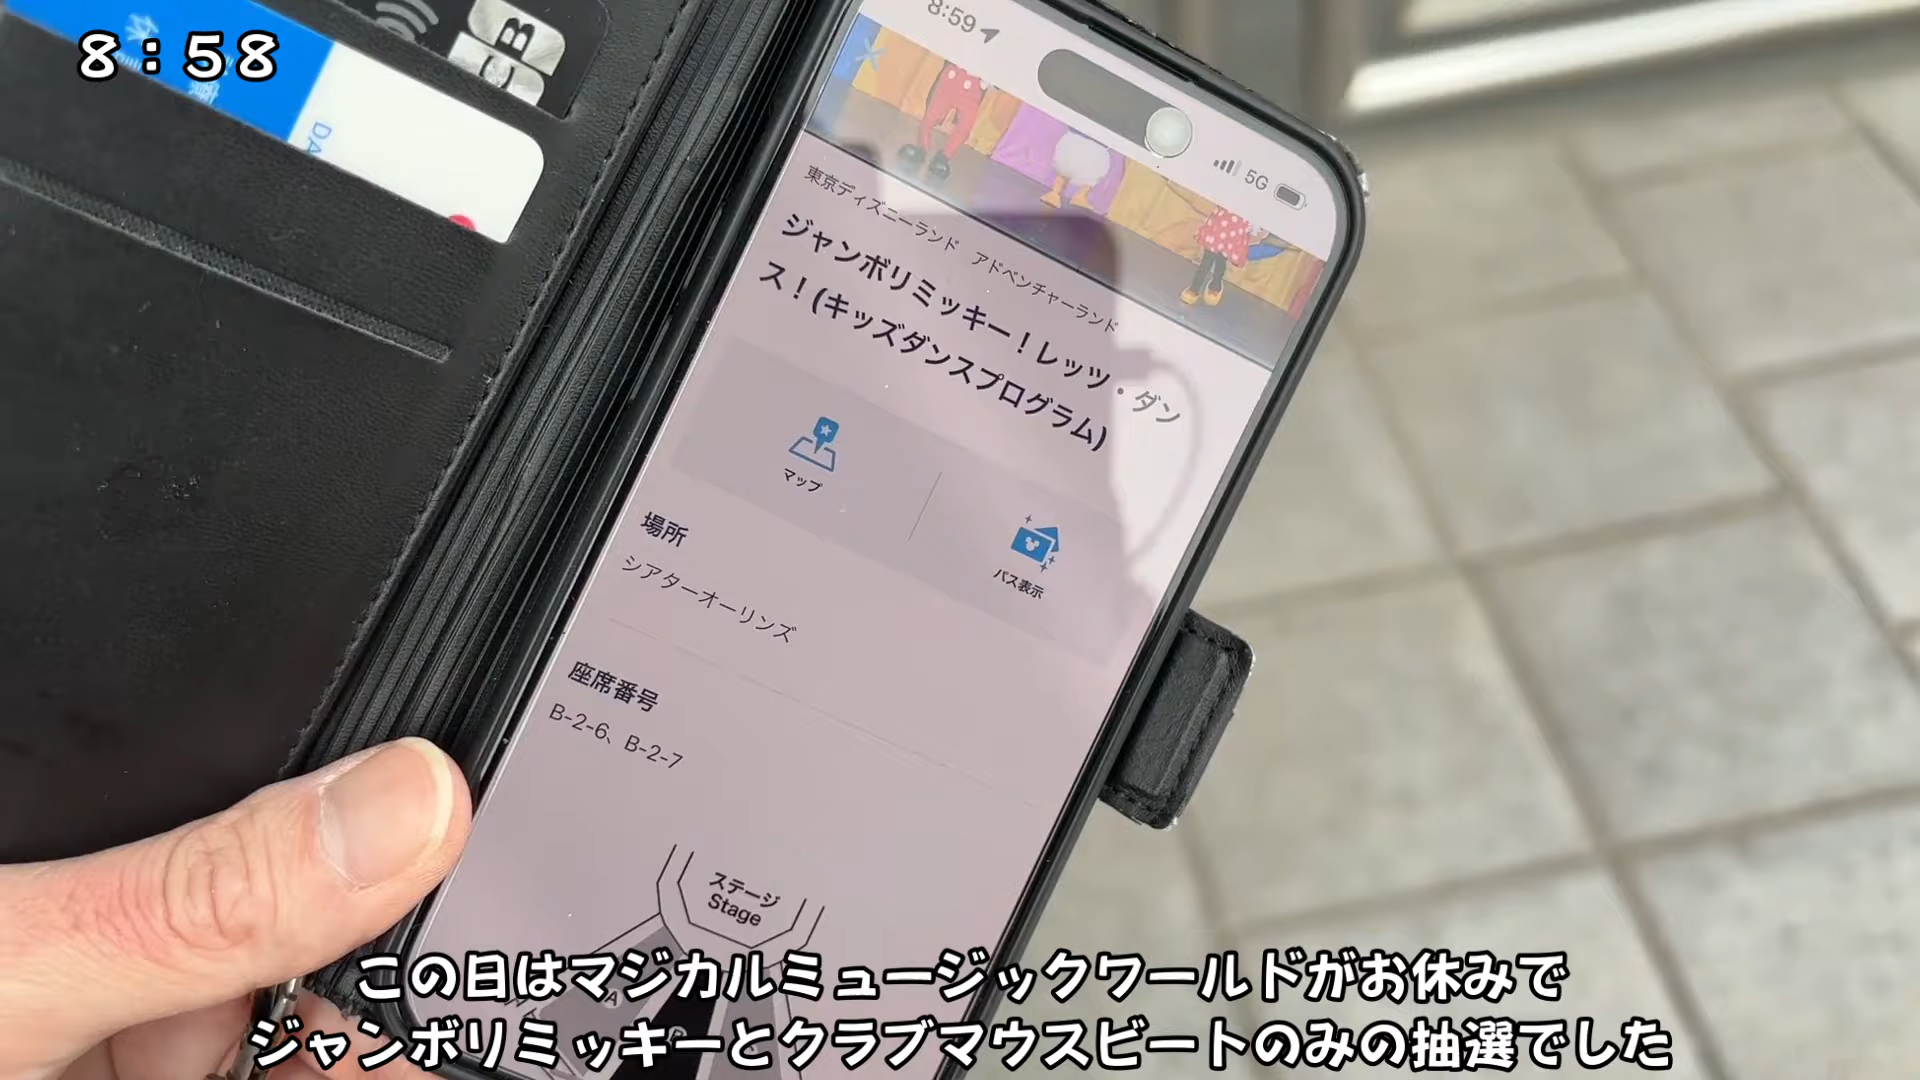 8:58
CB
DA
8:59
5G
東京ディズニーランド アドベンチャーランド
ジャンボリミッキー！レッツ・ダン
ス！(キッズダンスプログラム)
マップ
パス表示
場所
シアターオーリンズ
座席番号
B-2-6、B-2-7
ステージ
Stage
A
B
この日はマジカルミュージックワールドがお休みで
ジャンボリミッキーとクラブマウスビートのみの抽選でした